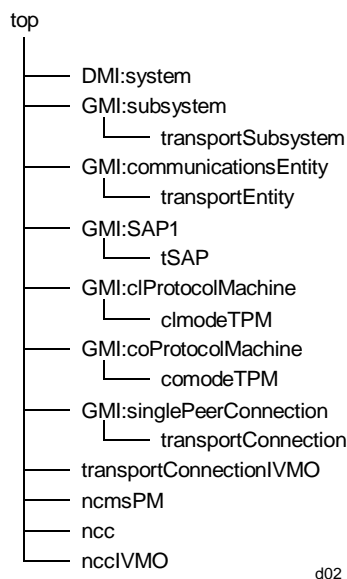 top
DMI:system
GMI:subsystem
transportSubsystem
GMI:communicationsEntity
transportEntity
GMI:SAP1
tSAP
GMI:clProtocolMachine
clmodeTPM
GMI:coProtocolMachine
comodeTPM
GMI:singlePeerConnection
transportConnection
transportConnectionIVMO
ncmsPM
ncc
nccIVMO
d02